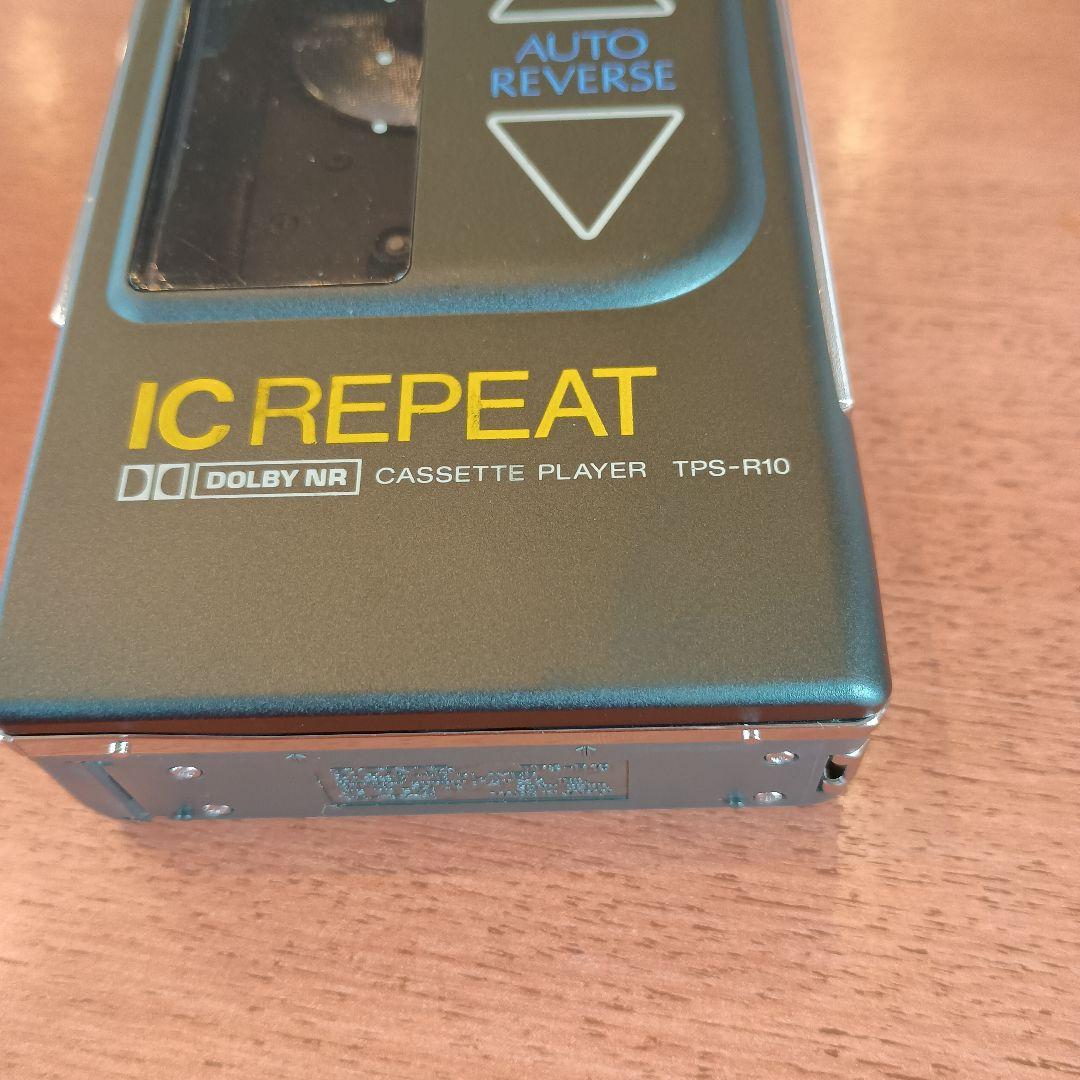 AUTO
REVERSE
IC REPEAT
DOLBY NR CASSETTE PLAYER TPS-R10